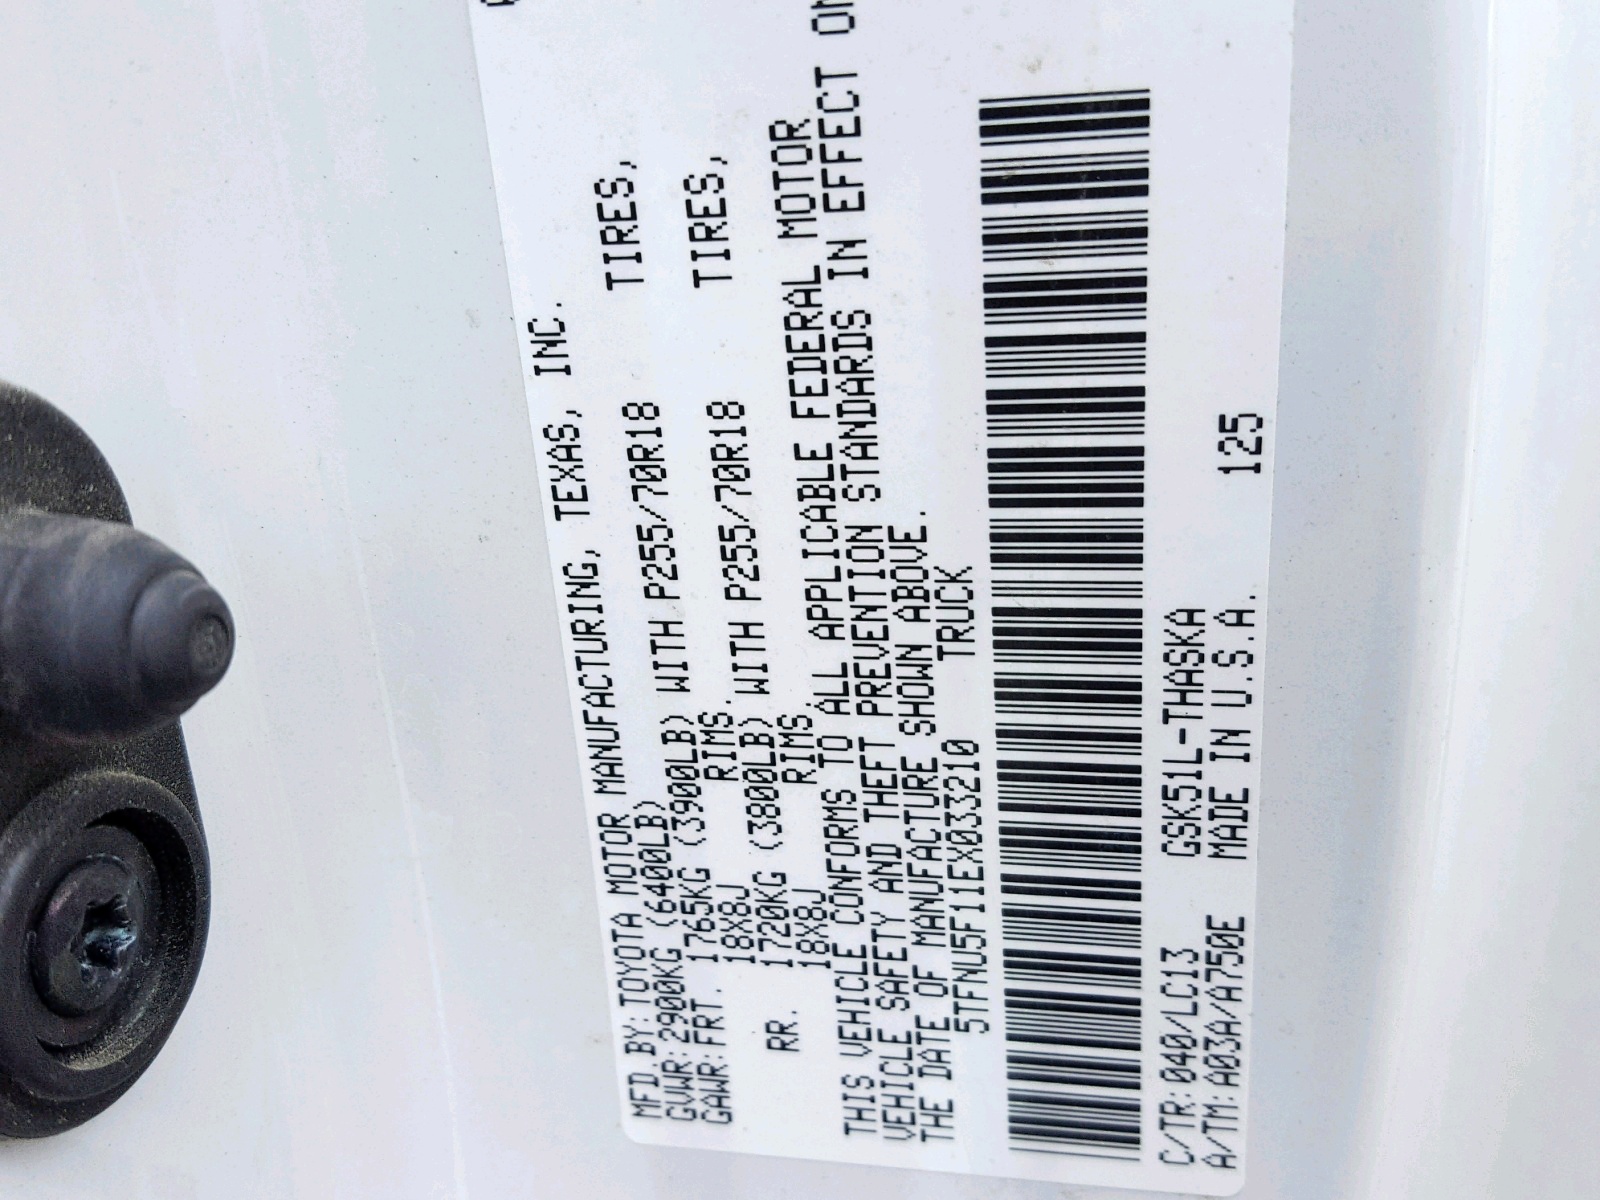 MFD.BY:TOYOTA MOTOR MANUFACTURING, TEXAS, INC.
GVWR:2900KG (6400LB)
GAWR:FRT. 1765KG (3900LB) WITH P255/70R18 TIRES,
18X8J RIMS.
RR. 1720KG (3800LB) WITH P255/70R18 TIRES,
18X8J RIMS.
THIS VEHICLE CONFORMS TO ALL APPLICABLE FEDERAL MOTOR
VEHICLE SAFETY AND THEFT PREVENTION STANDARDS IN EFFECT ON
THE DATE OF MANUFACTURE SHOWN ABOVE.
5TFNU5F11EX033210 TRUCK
C/TR:040/LC13 GSK51L-THASKA
A/TM:A03A/A750E MADE IN U.S.A. 125